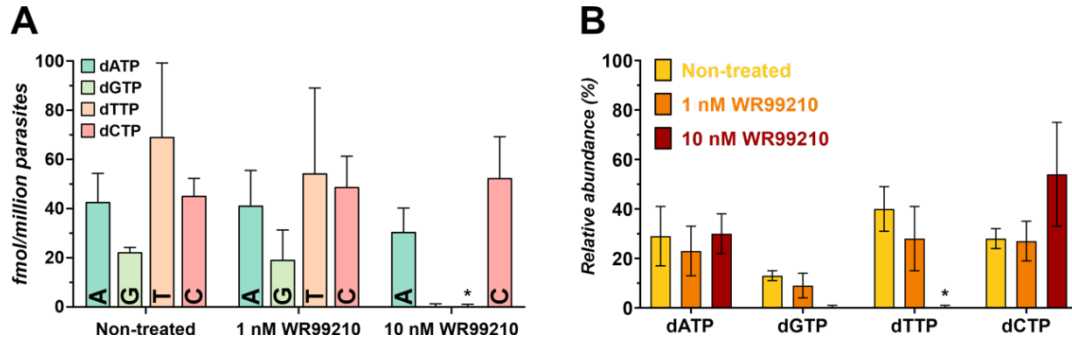 A
B
fmol/million parasites
100
80
60
40
20
0
dATP
dGTP
dTTP
dCTP
A
G
T
C
A
G
T
C
A
*
C
Non-treated
1 nM WR99210
10 nM WR99210
Relative abundance (%)
100
80
60
40
20
0
Non-treated
1 nM WR99210
10 nM WR99210
*
dATP
dGTP
dTTP
dCTP